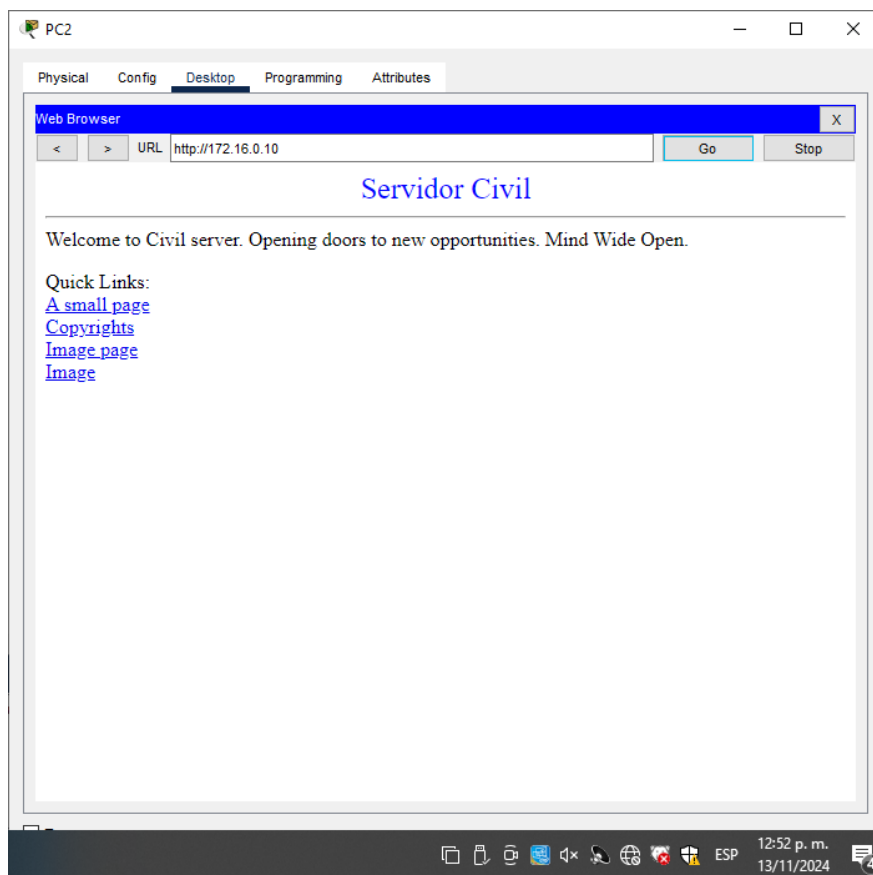 PC2
Physical Config Desktop Programming Attributes
Web Browser X
< > URL http://172.16.0.10 Go Stop
Servidor Civil
Welcome to Civil server. Opening doors to new opportunities. Mind Wide Open.
Quick Links:
A small page
Copyrights
Image page
Image
ESP 12:52 p. m.
13/11/2024
4